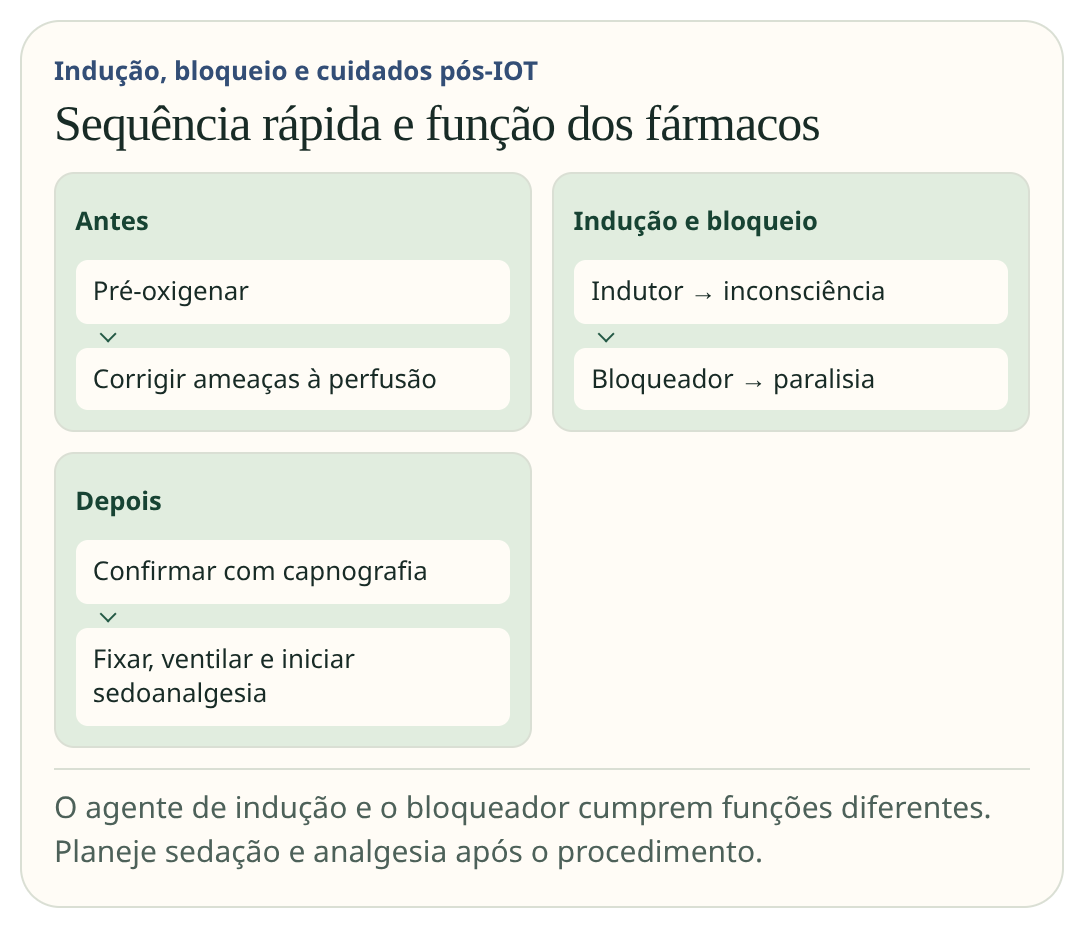 Indução, bloqueio e cuidados pós-IOT
Sequência rápida e função dos fármacos
Antes
Pré-oxigenar
Corrigir ameaças à perfusão
Indução e bloqueio
Indutor → inconsciência
Bloqueador → paralisia
Depois
Confirmar com capnografia
Fixar, ventilar e iniciar
sedoanalgesia
O agente de indução e o bloqueador cumprem funções diferentes.
Planeje sedação e analgesia após o procedimento.